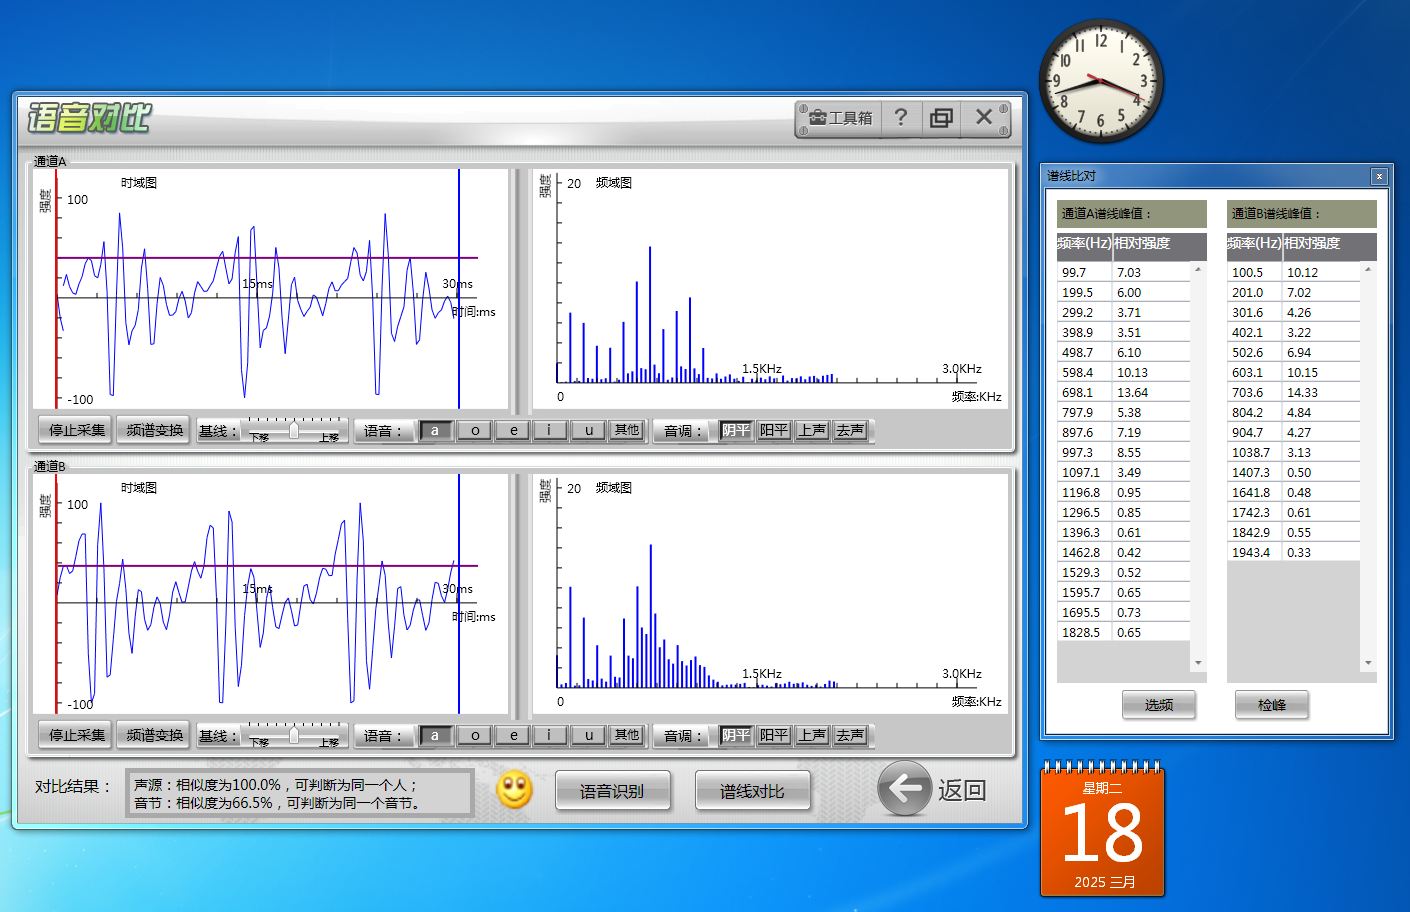 语音对比
工具箱 ?
通道A
强度
时域图
100
15ms
30ms
时间:ms
-100
强度
20 频域图
1.5KHz
3.0KHz
0
频率:KHz
停止采集 频谱变换 基线： 下移 上移 语音： a o e i u 其他 音调： 阴平 阳平 上声 去声
通道B
强度
时域图
100
15ms
30ms
时间:ms
-100
强度
20 频域图
1.5KHz
3.0KHz
0
频率:KHz
停止采集 频谱变换 基线： 下移 上移 语音： a o e i u 其他 音调： 阴平 阳平 上声 去声
对比结果：
声源：相似度为100.0%，可判断为同一个人；
音节：相似度为66.5%，可判断为同一个音节。
语音识别
谱线对比
返回
12 1 2 3 4 5 6 7 8 9 10 11
谱线比对
x
通道A谱线峰值：
频率(Hz) 相对强度
99.7 7.03
199.5 6.00
299.2 3.71
398.9 3.51
498.7 6.10
598.4 10.13
698.1 13.64
797.9 5.38
897.6 7.19
997.3 8.55
1097.1 3.49
1196.8 0.95
1296.5 0.85
1396.3 0.61
1462.8 0.42
1529.3 0.52
1595.7 0.65
1695.5 0.73
1828.5 0.65
通道B谱线峰值：
频率(Hz) 相对强度
100.5 10.12
201.0 7.02
301.6 4.26
402.1 3.22
502.6 6.94
603.1 10.15
703.6 14.33
804.2 4.84
904.7 4.27
1038.7 3.13
1407.3 0.50
1641.8 0.48
1742.3 0.61
1842.9 0.55
1943.4 0.33
选频
检峰
星期二
18
2025 三月